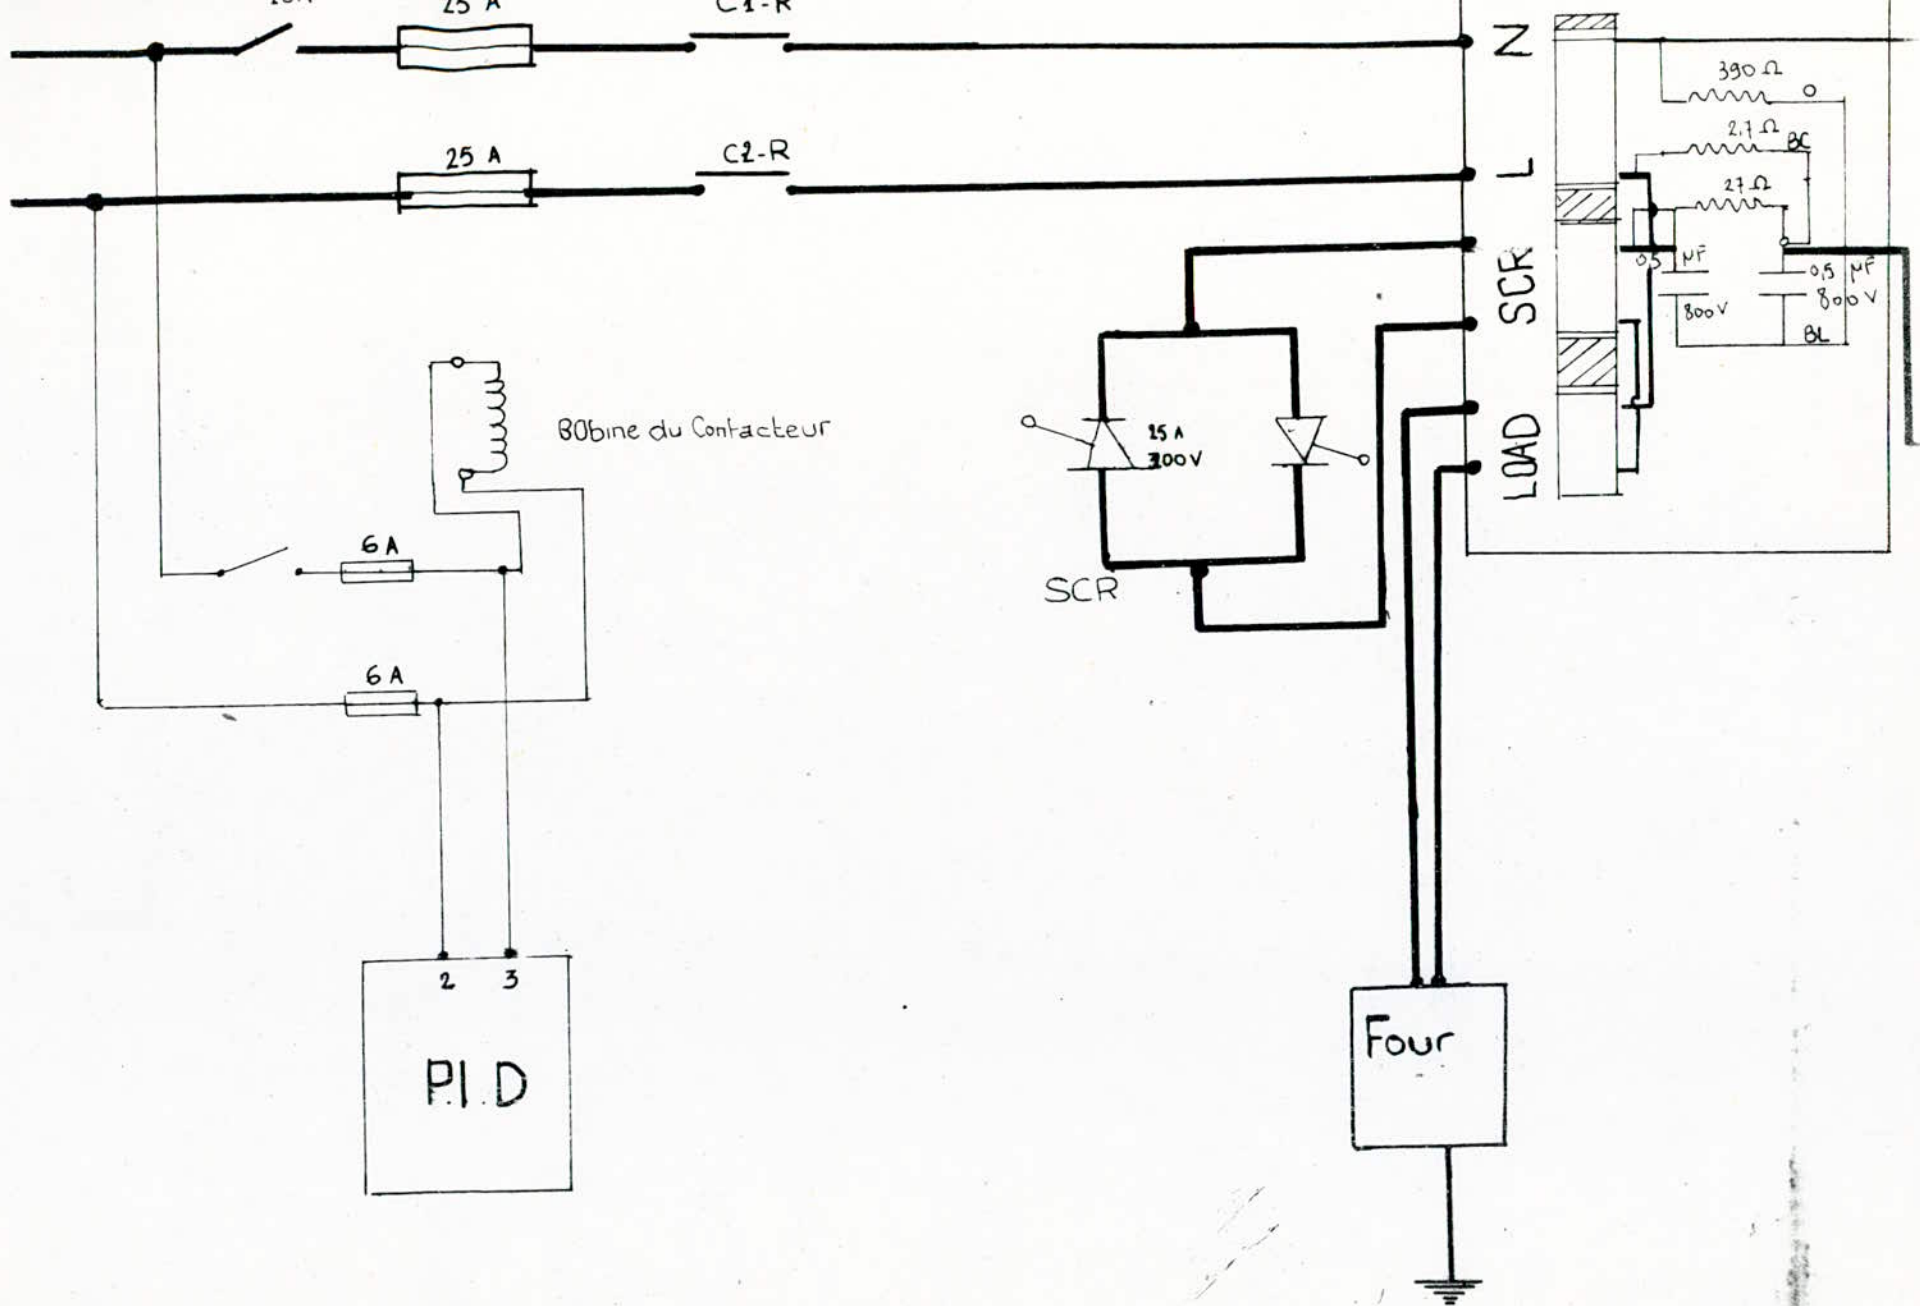 25 A
C1-R
N
390 Ω
O
25 A
C2-R
L
2,7 Ω
BC
27 Ω
SCR
0,5 µF
800 V
0,5 µF
800 V
BL
BObine du Contacteur
25 A
LOAD
6 A
SCR
6 A
2 3
P.I.D
Four